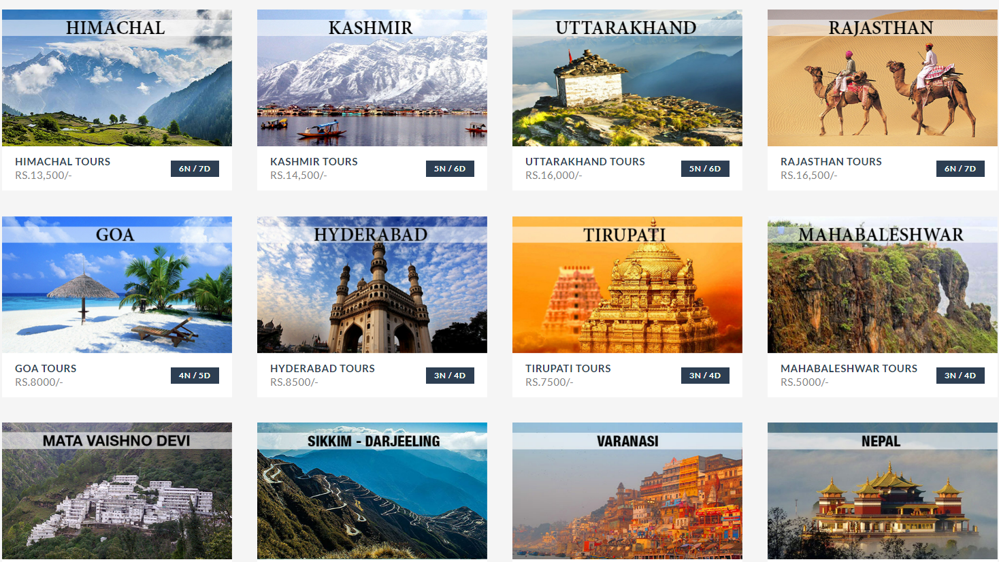 HIMACHAL
KASHMIR
UTTARAKHAND
RAJASTHAN
HIMACHAL TOURS
RS.13,500/-
6N / 7D
KASHMIR TOURS
RS.14,500/-
5N / 6D
UTTARAKHAND TOURS
RS.16,000/-
5N / 6D
RAJASTHAN TOURS
RS.16,500/-
6N / 7D
GOA
HYDERABAD
TIRUPATI
MAHABALESHWAR
GOA TOURS
RS.8000/-
4N / 5D
HYDERABAD TOURS
RS.8500/-
3N / 4D
TIRUPATI TOURS
RS.7500/-
3N / 4D
MAHABALESHWAR TOURS
RS.5000/-
3N / 4D
MATA VAISHNO DEVI
SIKKIM - DARJEELING
VARANASI
NEPAL